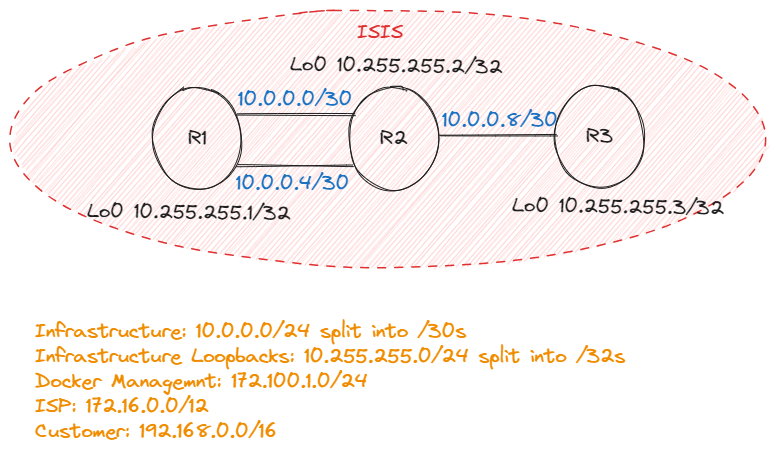 ISIS
Lo0 10.255.255.2/32
10.0.0.0/30
10.0.0.8/30
R1
R2
R3
10.0.0.4/30
Lo0 10.255.255.1/32
Lo0 10.255.255.3/32
Infrastructure: 10.0.0.0/24 split into /30s
Infrastructure Loopbacks: 10.255.255.0/24 split into /32s
Docker Managemnt: 172.100.1.0/24
ISP: 172.16.0.0/12
Customer: 192.168.0.0/16